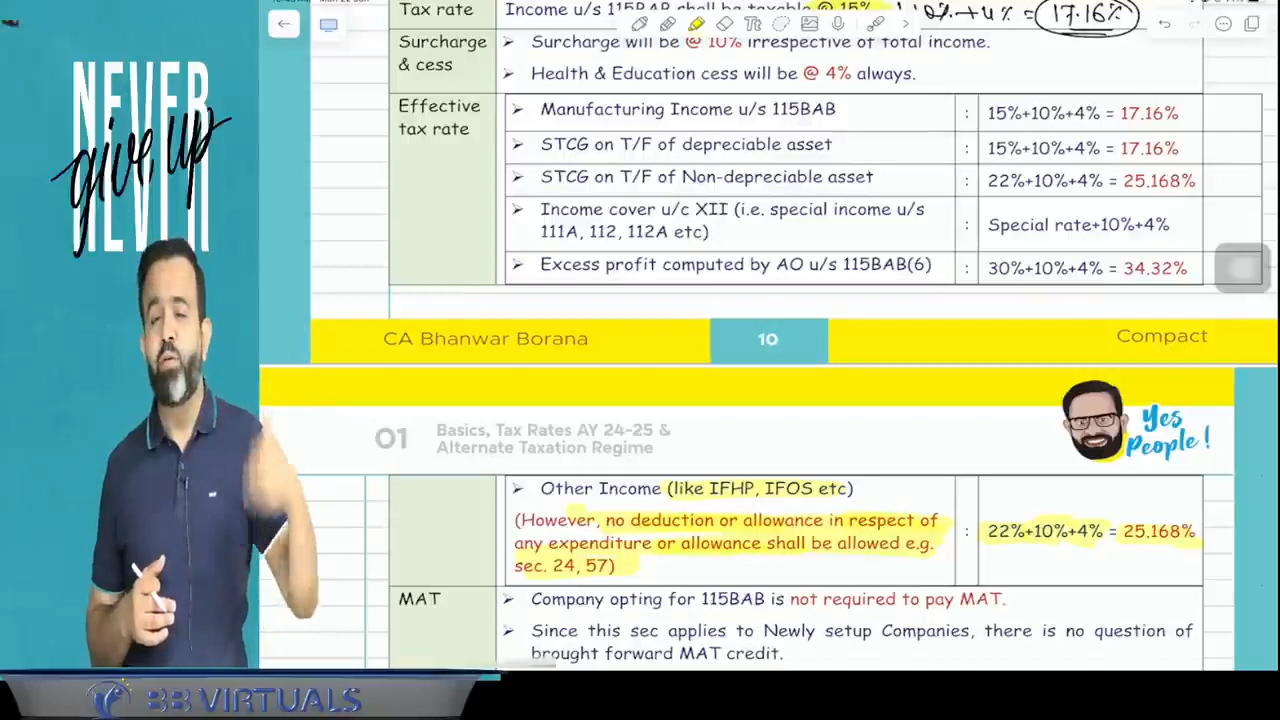 Tax rate
Income u/s 115BAB shall be taxable @ 15%
10% + 4% = 17.16%
Surcharge & cess
➢ Surcharge will be @ 10% irrespective of total income.
➢ Health & Education cess will be @ 4% always.
Effective tax rate
➢ Manufacturing Income u/s 115BAB : 15%+10%+4% = 17.16%
➢ STCG on T/F of depreciable asset : 15%+10%+4% = 17.16%
➢ STCG on T/F of Non-depreciable asset : 22%+10%+4% = 25.168%
➢ Income cover u/c XII (i.e. special income u/s
111A, 112, 112A etc) : Special rate+10%+4%
➢ Excess profit computed by AO u/s 115BAB(6) : 30%+10%+4% = 34.32%
NEVER
give up
NEVER
CA Bhanwar Borana
10
Compact
01
Basics, Tax Rates AY 24-25 &
Alternate Taxation Regime
Yes
People !
➢ Other Income (like IFHP, IFOS etc)
(However, no deduction or allowance in respect of
any expenditure or allowance shall be allowed e.g.
sec. 24, 57) : 22%+10%+4% = 25.168%
MAT
➢ Company opting for 115BAB is not required to pay MAT.
➢ Since this sec applies to Newly setup Companies, there is no question of
brought forward MAT credit.
BB VIRTUALS